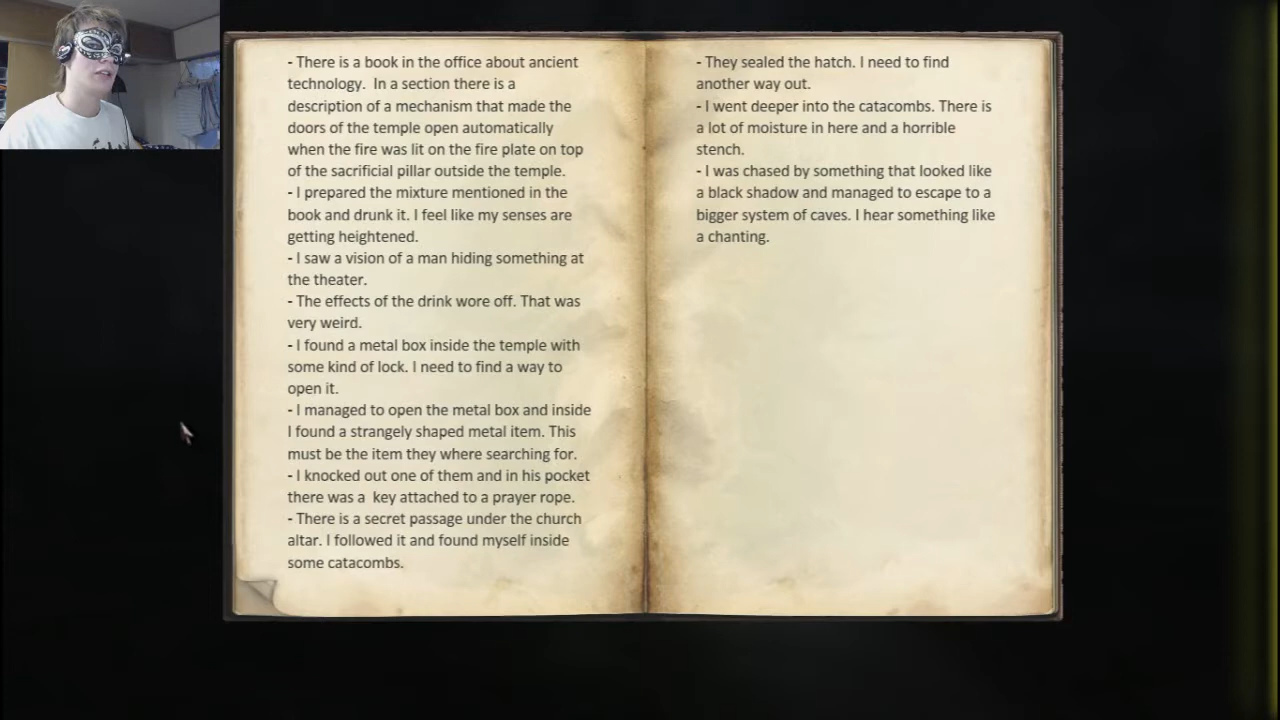 - There is a book in the office about ancient
technology.  In a section there is a
description of a mechanism that made the
doors of the temple open automatically
when the fire was lit on the fire plate on top
of the sacrificial pillar outside the temple.
- I prepared the mixture mentioned in the
book and drunk it. I feel like my senses are
getting heightened.
- I saw a vision of a man hiding something at
the theater.
- The effects of the drink wore off. That was
very weird.
- I found a metal box inside the temple with
some kind of lock. I need to find a way to
open it.
- I managed to open the metal box and inside
I found a strangely shaped metal item. This
must be the item they where searching for.
- I knocked out one of them and in his pocket
there was a  key attached to a prayer rope.
- There is a secret passage under the church
altar. I followed it and found myself inside
some catacombs.
- They sealed the hatch. I need to find
another way out.
- I went deeper into the catacombs. There is
a lot of moisture in here and a horrible
stench.
- I was chased by something that looked like
a black shadow and managed to escape to a
bigger system of caves. I hear something like
a chanting.